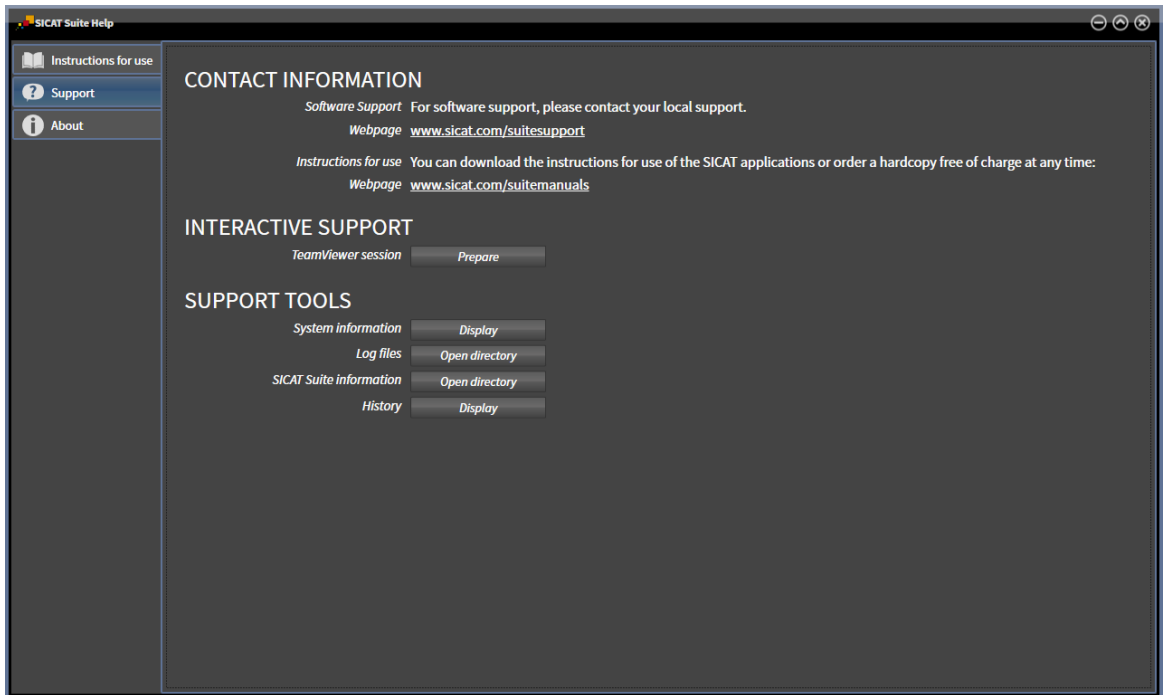 SICAT Suite Help
Instructions for use
Support
About
CONTACT INFORMATION
Software Support For software support, please contact your local support.
Webpage www.sicat.com/suitesupport
Instructions for use You can download the instructions for use of the SICAT applications or order a hardcopy free of charge at any time:
Webpage www.sicat.com/suitemanuals
INTERACTIVE SUPPORT
TeamViewer session Prepare
SUPPORT TOOLS
System information Display
Log files Open directory
SICAT Suite information Open directory
History Display